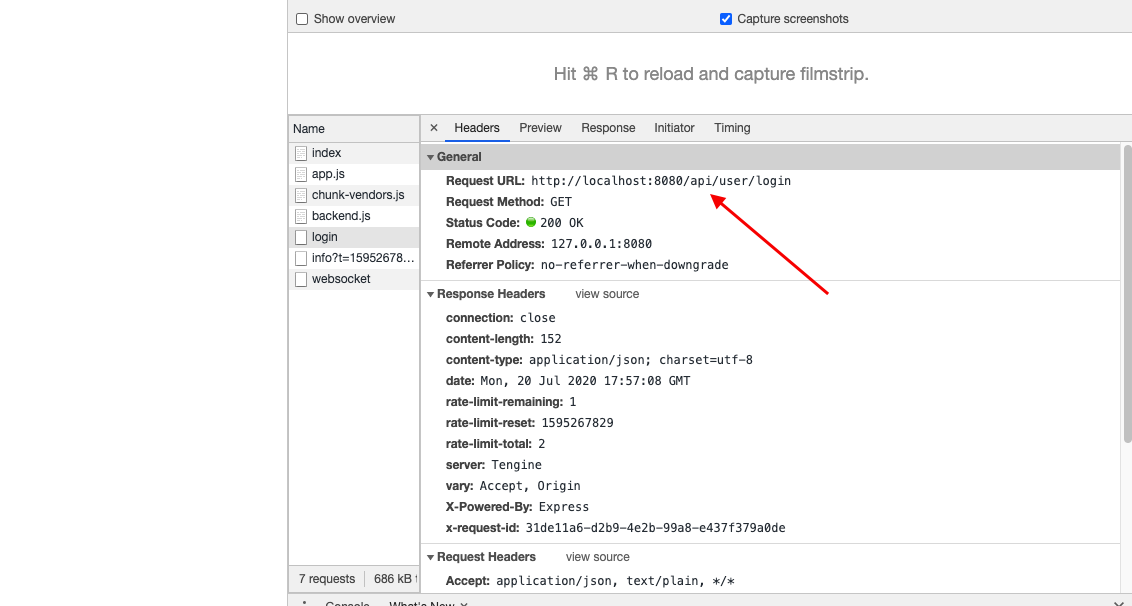 Show overview
Capture screenshots
Hit ⌘ R to reload and capture filmstrip.
Name
index
app.js
chunk-vendors.js
backend.js
login
info?t=15952678...
websocket
7 requests
686 kB
× Headers Preview Response Initiator Timing
General
Request URL: http://localhost:8080/api/user/login
Request Method: GET
Status Code: 200 OK
Remote Address: 127.0.0.1:8080
Referrer Policy: no-referrer-when-downgrade
Response Headers view source
connection: close
content-length: 152
content-type: application/json; charset=utf-8
date: Mon, 20 Jul 2020 17:57:08 GMT
rate-limit-remaining: 1
rate-limit-reset: 1595267829
rate-limit-total: 2
server: Tengine
vary: Accept, Origin
X-Powered-By: Express
x-request-id: 31de11a6-d2b9-4e2b-99a8-e437f379a0de
Request Headers view source
Accept: application/json, text/plain, */*
Console What's New ×